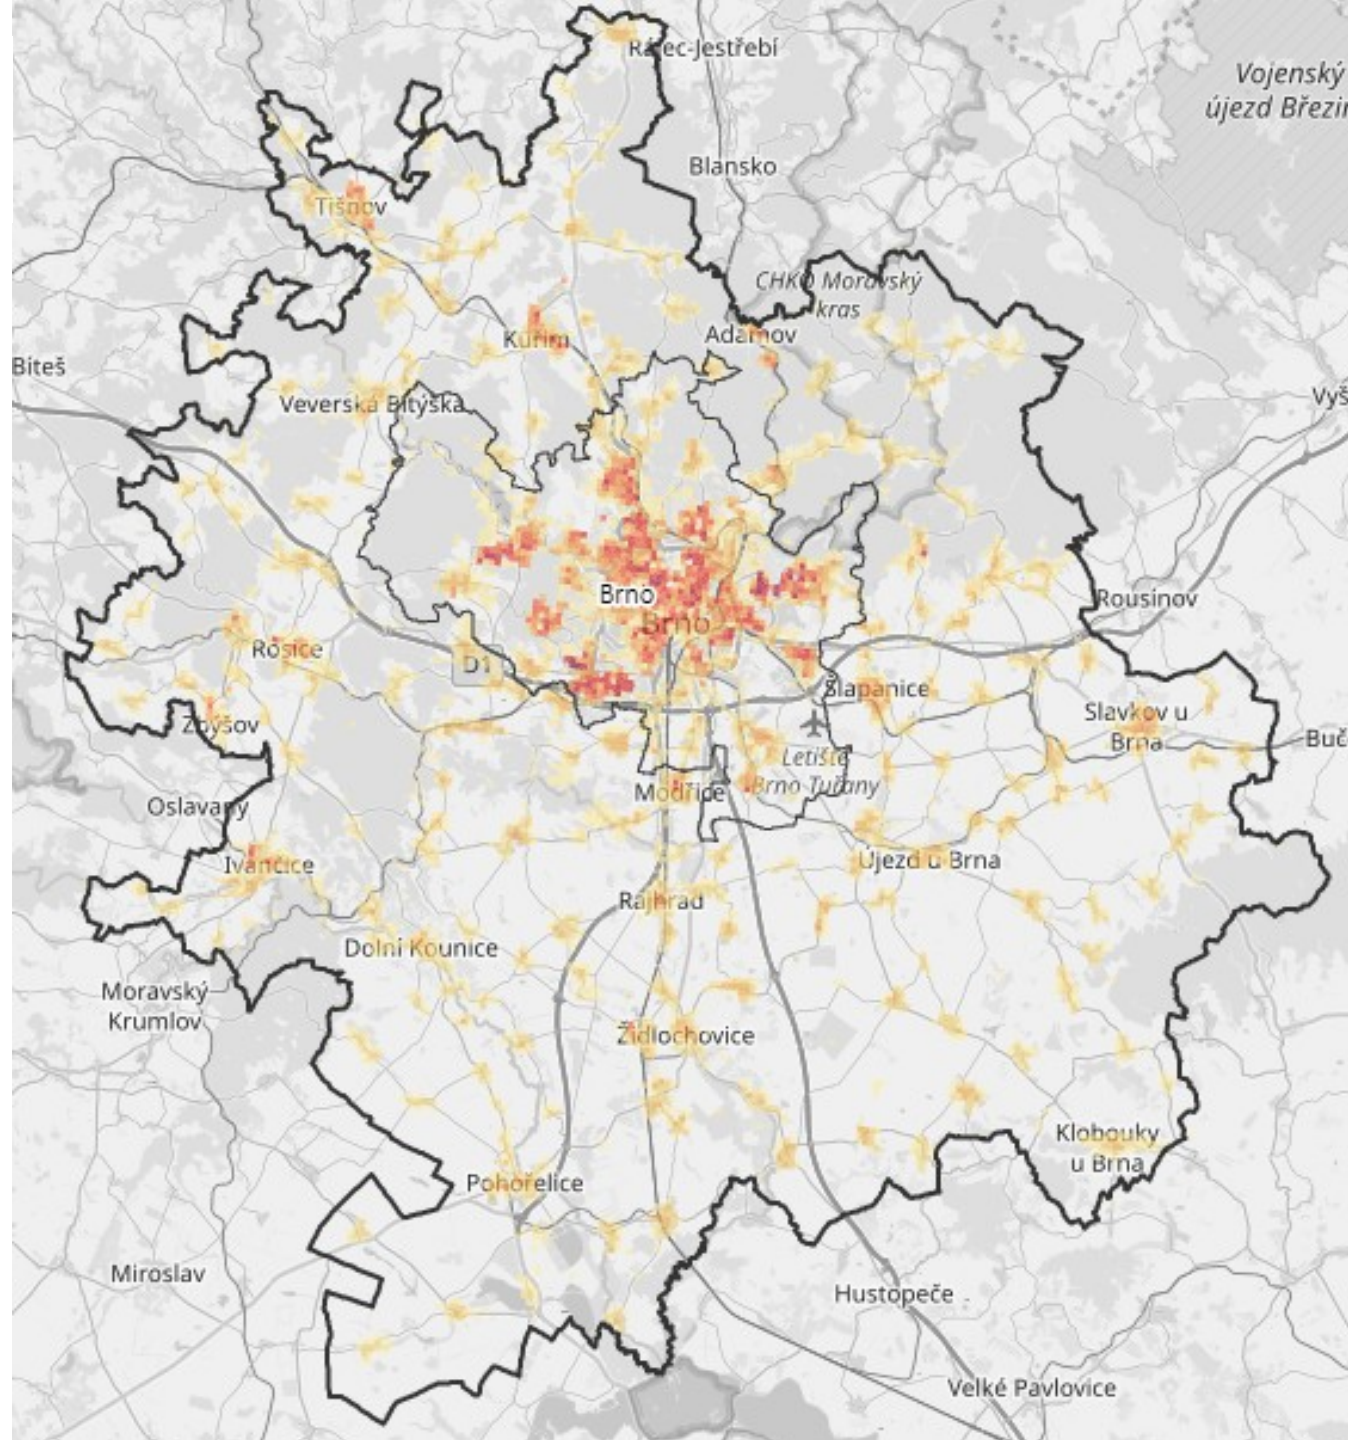 Rájec-Jestřebí
Vojenský
újezd Březin
Blansko
Tišnov
CHKO Moravský
kras
Adamov
Kuřim
Biteš
Veverská Bítýška
Vyš
Brno
Brno
Rousínov
Rosice
D1
Šlapanice
Zbýšov
Slavkov u
Brna
Buč
Letiště
Brno Tuřany
Modřice
Oslavany
Ivančice
Újezd u Brna
Rajhrad
Dolní Kounice
Moravský
Krumlov
Židlochovice
Klobouky
u Brna
Pohořelice
Miroslav
Hustopeče
Velké Pavlovice